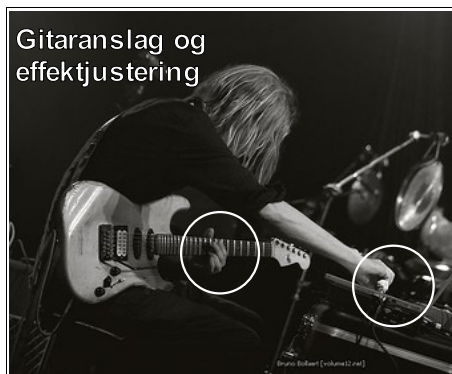 Gitaranslag og
effektjustering
Bruno Bollaert [volume12.net]